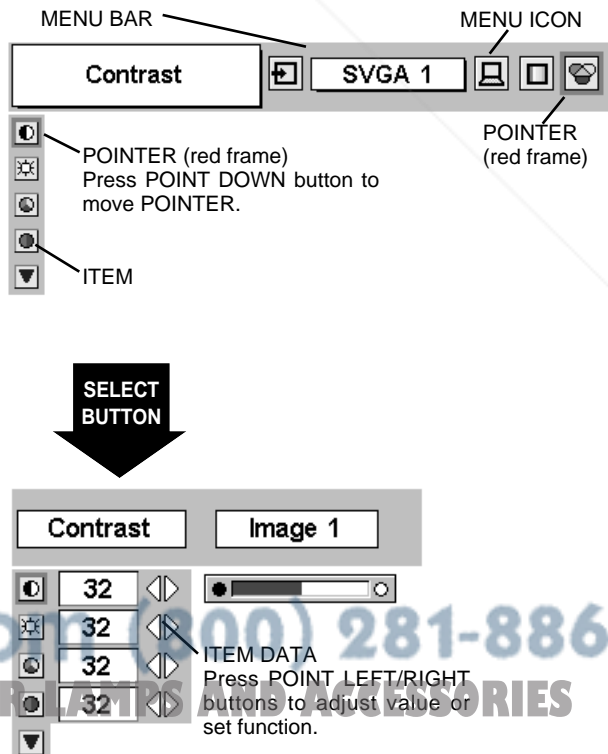 MENU BAR
MENU ICON
Contrast
SVGA 1
POINTER
(red frame)
POINTER (red frame)
Press POINT DOWN button to
move POINTER.
ITEM
SELECT
BUTTON
Contrast
Image 1
32
32
32
32
ITEM DATA
Press POINT LEFT/RIGHT
buttons to adjust value or
set function.
om (800) 281-886
R LAMPS AND ACCESSORIES